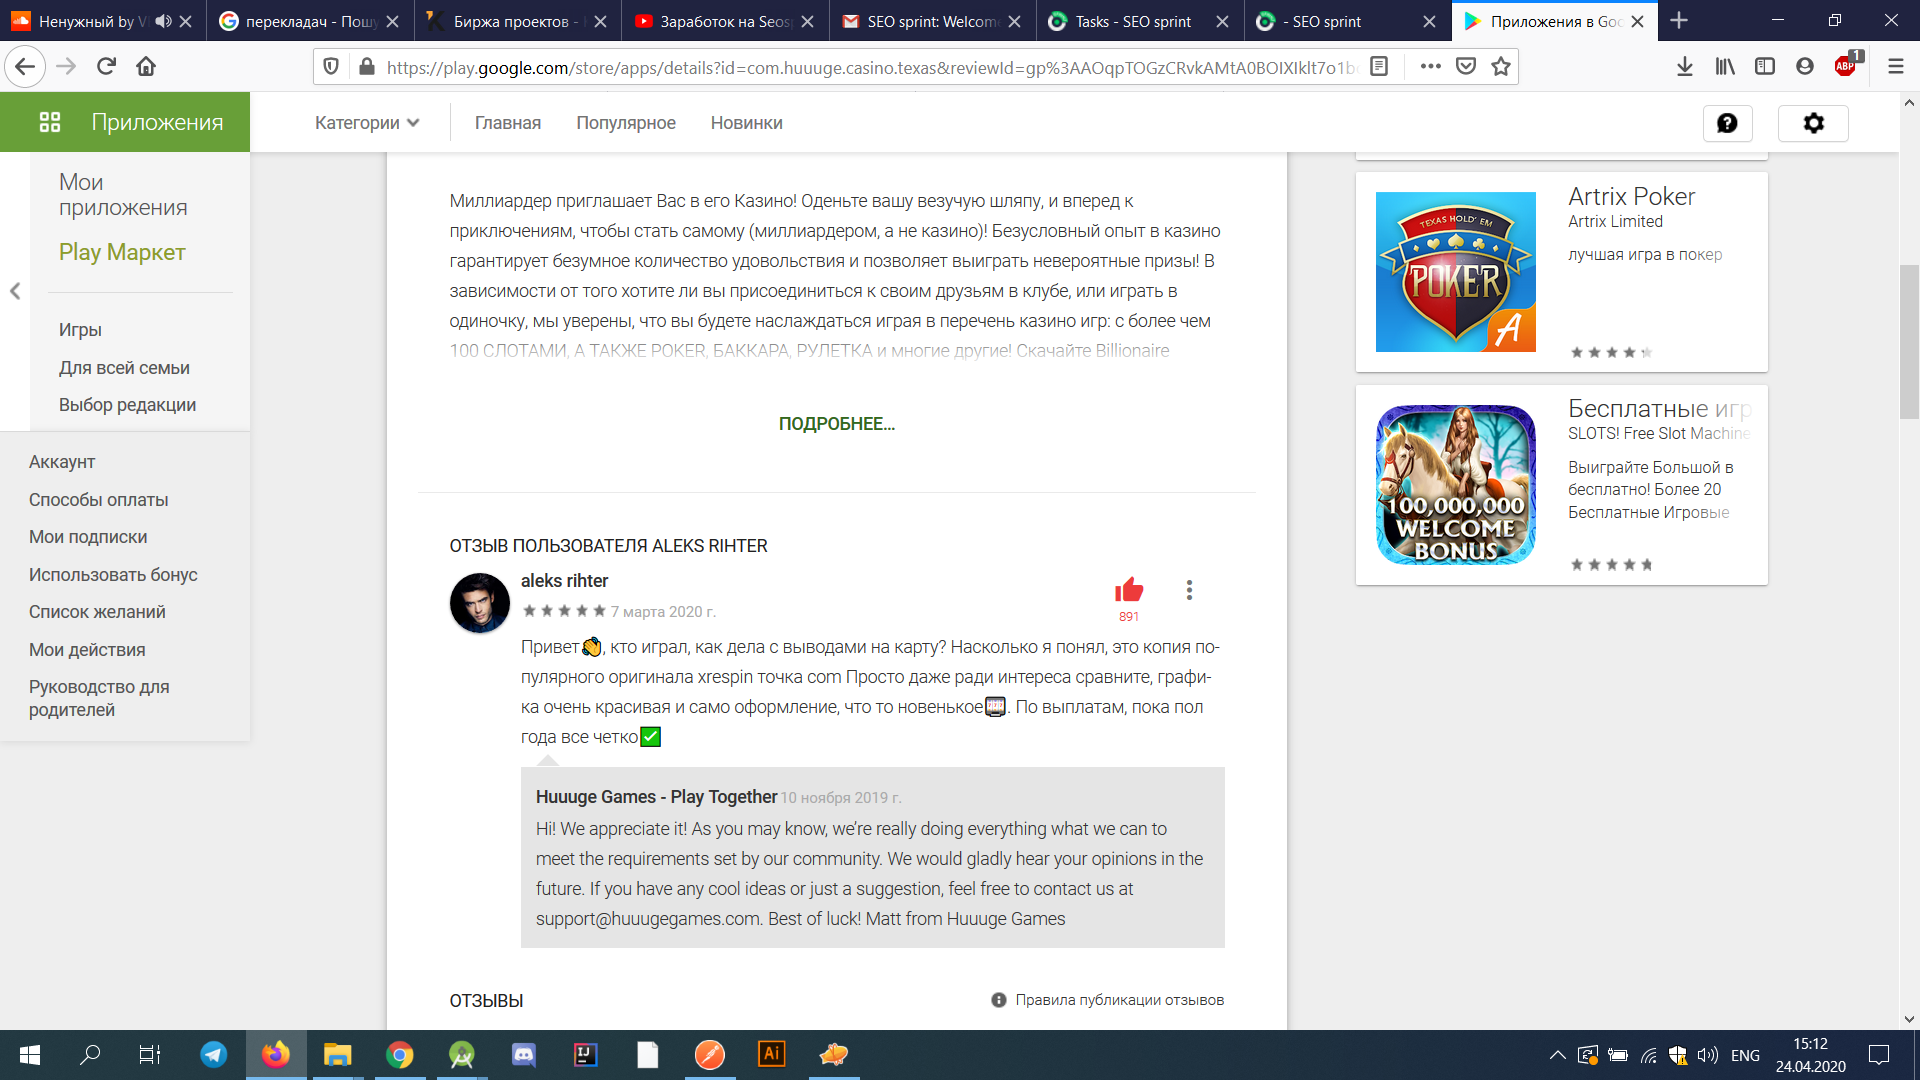 Ненужный by V
перекладач - Пошу
Биржа проектов -
Заработок на Seos
SEO sprint: Welcom
Tasks - SEO sprint
- SEO sprint
Приложения в Goo
https://play.google.com/store/apps/details?id=com.huuuge.casino.texas&reviewId=gp%3AAOqpTOGzCRvkAMtA0BOIXIklt7o1b
ABP
1
Приложения
Категории
Главная
Популярное
Новинки
Мои
приложения
Play Маркет
Игры
Для всей семьи
Выбор редакции
Аккаунт
Способы оплаты
Мои подписки
Использовать бонус
Список желаний
Мои действия
Руководство для
родителей
Миллиардер приглашает Вас в его Казино! Оденьте вашу везучую шляпу, и вперед к
приключениям, чтобы стать самому (миллиардером, а не казино)! Безусловный опыт в казино
гарантирует безумное количество удовольствия и позволяет выиграть невероятные призы! В
зависимости от того хотите ли вы присоединиться к своим друзьям в клубе, или играть в
одиночку, мы уверены, что вы будете наслаждаться играя в перечень казино игр: с более чем
100 СЛОТАМИ, А ТАКЖЕ POKER, БАККАРА, РУЛЕТКА и многие другие! Скачайте Billionaire
ПОДРОБНЕЕ...
ОТЗЫВ ПОЛЬЗОВАТЕЛЯ ALEKS RIHTER
aleks rihter
7 марта 2020 г.
891
Привет👏, кто играл, как дела с выводами на карту? Насколько я понял, это копия по-
пулярного оригинала xrespin точка com Просто даже ради интереса сравните, графи-
ка очень красивая и само оформление, что то новенькое🎰. По выплатам, пока пол
года все четко✅
Huuuge Games - Play Together 10 ноября 2019 г.
Hi! We appreciate it! As you may know, we're really doing everything what we can to
meet the requirements set by our community. We would gladly hear your opinions in the
future. If you have any cool ideas or just a suggestion, feel free to contact us at
support@huuugegames.com. Best of luck! Matt from Huuuge Games
ОТЗЫВЫ
Правила публикации отзывов
TEXAS HOLD' EM
POKER
A
Artrix Poker
Artrix Limited
лучшая игра в покер
100,000,000
WELCOME
BONUS
Бесплатные игр
SLOTS! Free Slot Machine
Выиграйте Большой в
бесплатно! Более 20
Бесплатные Игровые
IJ
Ai
ENG
15:12
24.04.2020